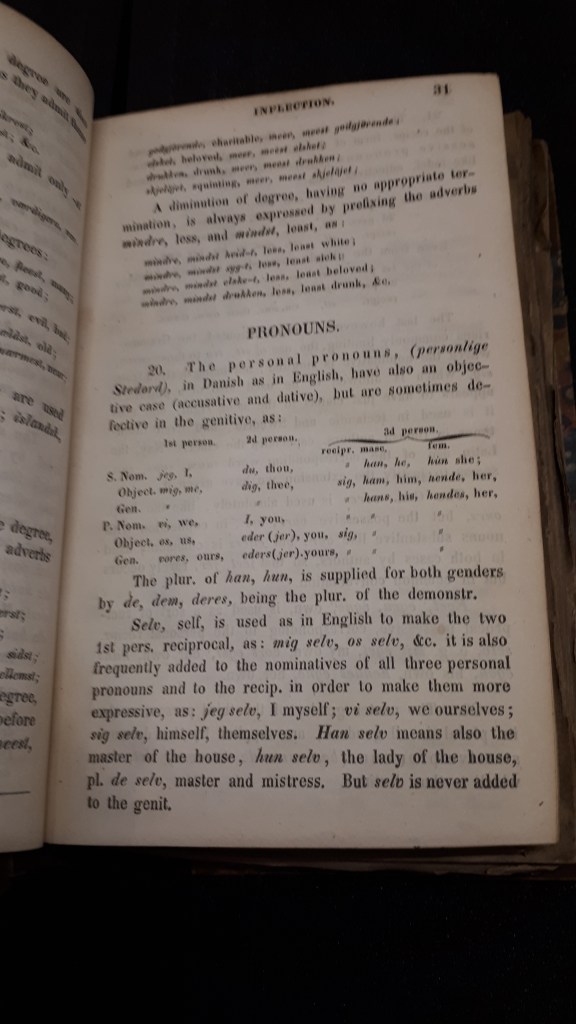 INFLECTION.
31
godgjörende, charitable, meer, meest godgjörende;
elsket, beloved, meer, meest elsket;
drukken, drunk, meer, meest drukken;
skjelöjet, squinting, meer, meest skjelöjet;
A diminution of degree, having no appropriate ter-
mination, is always expressed by prefixing the adverbs
mindre, less, and mindst, least, as:
mindre, mindst hvid-t, less, least white;
mindre, mindst syg-t, less, least sick;
mindre, mindst elske-t, less, least beloved;
mindre, mindst drukken, less, least drunk, &c.
PRONOUNS.
20. The personal pronouns, (personlige
Stedord), in Danish as in English, have also an objec-
tive case (accusative and dative), but are sometimes de-
fective in the genitive, as:
1st person. 2d person. 3d person.
recipr. masc. fem.
S. Nom. jeg, I, du, thou, " han, he, hun she;
Object. mig, me, dig, thee, sig, ham, him, hende, her,
Gen. " " hans, his, hendes, her,
P. Nom. vi, we, I, you, " " "
Object. os, us, eder (jer), you, sig, " "
Gen. vores, ours, eders(jer).yours, " " "
The plur. of han, hun, is supplied for both genders
by de, dem, deres, being the plur. of the demonstr.
Selv, self, is used as in English to make the two
1st pers. reciprocal, as: mig selv, os selv, &c. it is also
frequently added to the nominatives of all three personal
pronouns and to the recip. in order to make them more
expressive, as: jeg selv, I myself; vi selv, we ourselves;
sig selv, himself, themselves. Han selv means also the
master of the house, hun selv, the lady of the house,
pl. de selv, master and mistress. But selv is never added
to the genit.